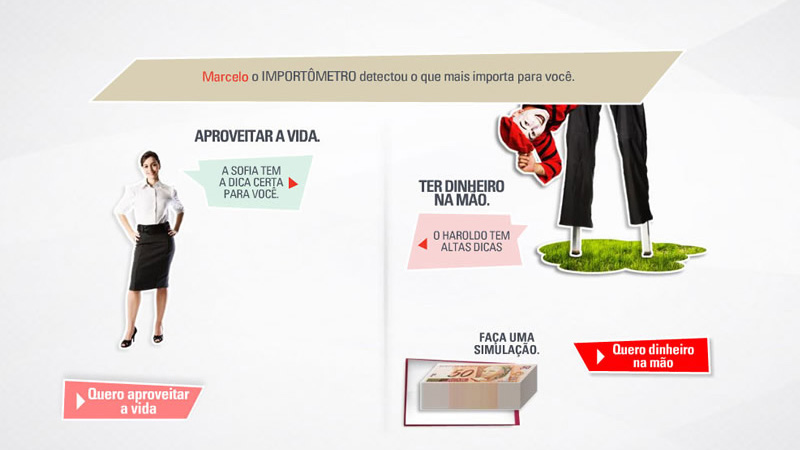 Marcelo o IMPORTÔMETRO detectou o que mais importa para você.
APROVEITAR A VIDA.
A SOFIA TEM
A DICA CERTA
PARA VOCÊ.
Quero aproveitar
a vida
TER DINHEIRO
NA MÃO.
O HAROLDO TEM
ALTAS DICAS
FAÇA UMA
SIMULAÇÃO.
50
Quero dinheiro
na mão